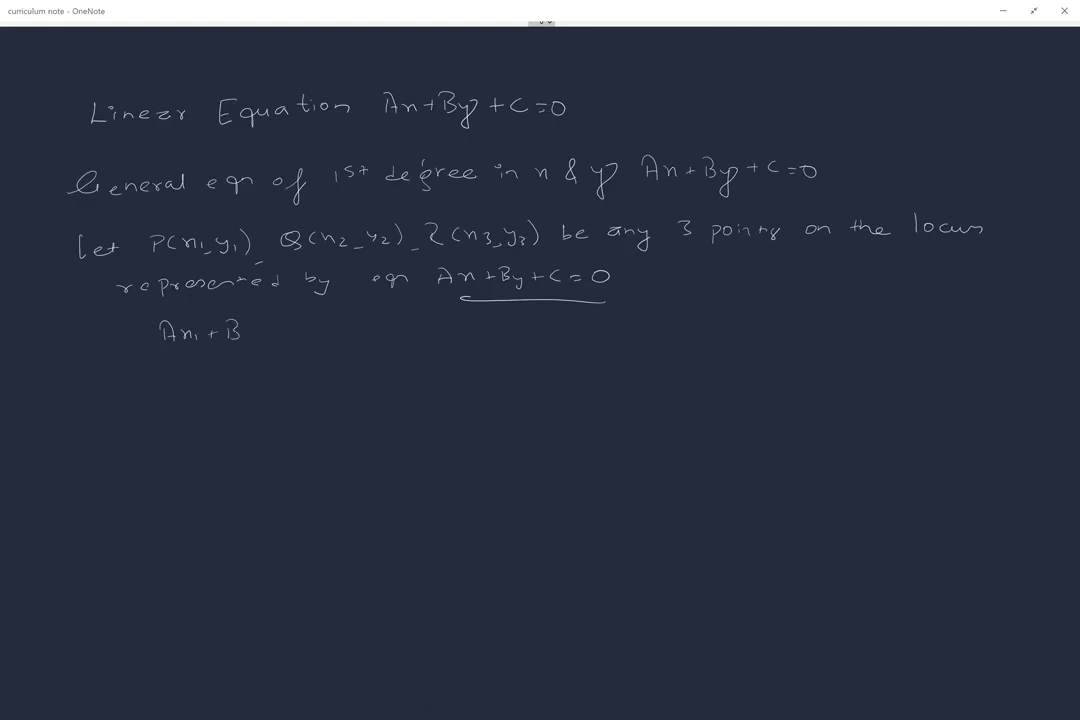 curriculum note - OneNote
Linear Equation Ax+By+C=0
General eqn of 1st degree in x & y Ax+By+C=0
Let P(x1,y1), Q(x2,y2), R(x3,y3) be any 3 points on the locus
represented by eqn Ax+By+C=0
Ax1+B